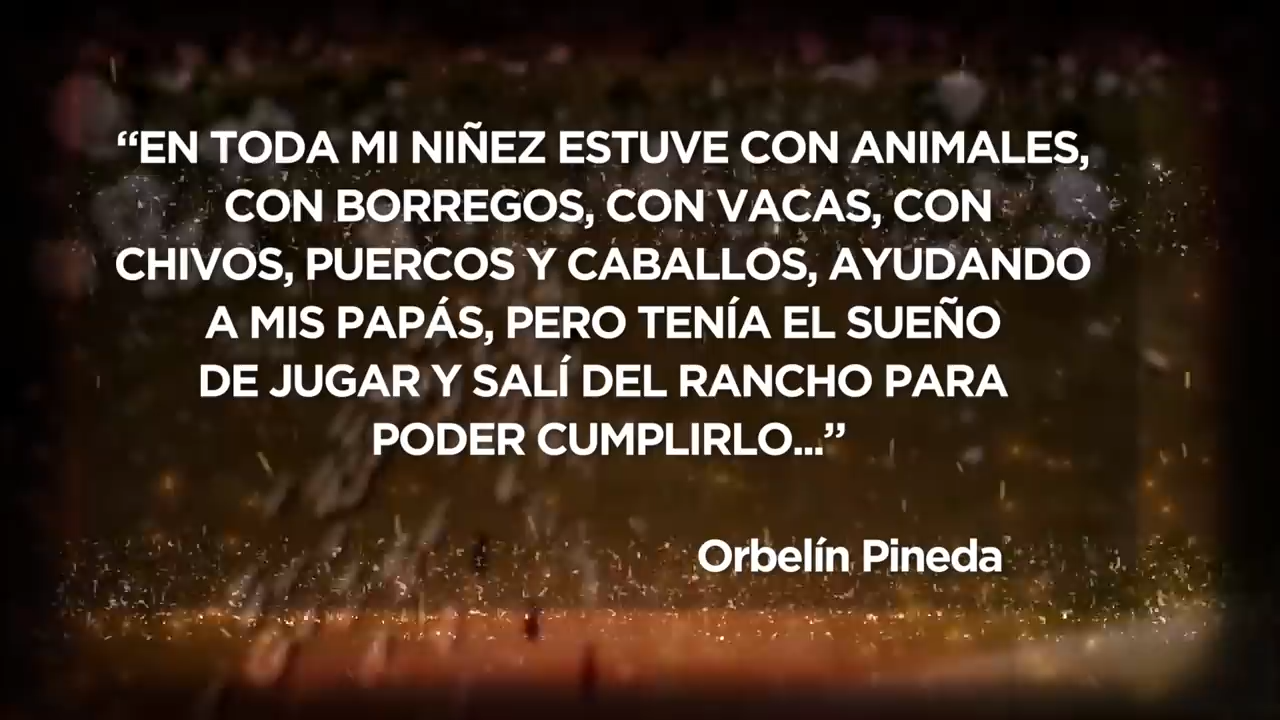 “EN TODA MI NIÑEZ ESTUVE CON ANIMALES,
CON BORREGOS, CON VACAS, CON
CHIVOS, PUERCOS Y CABALLOS, AYUDANDO
A MIS PAPÁS, PERO TENÍA EL SUEÑO
DE JUGAR Y SALÍ DEL RANCHO PARA
PODER CUMPLIRLO...”
Orbelín Pineda